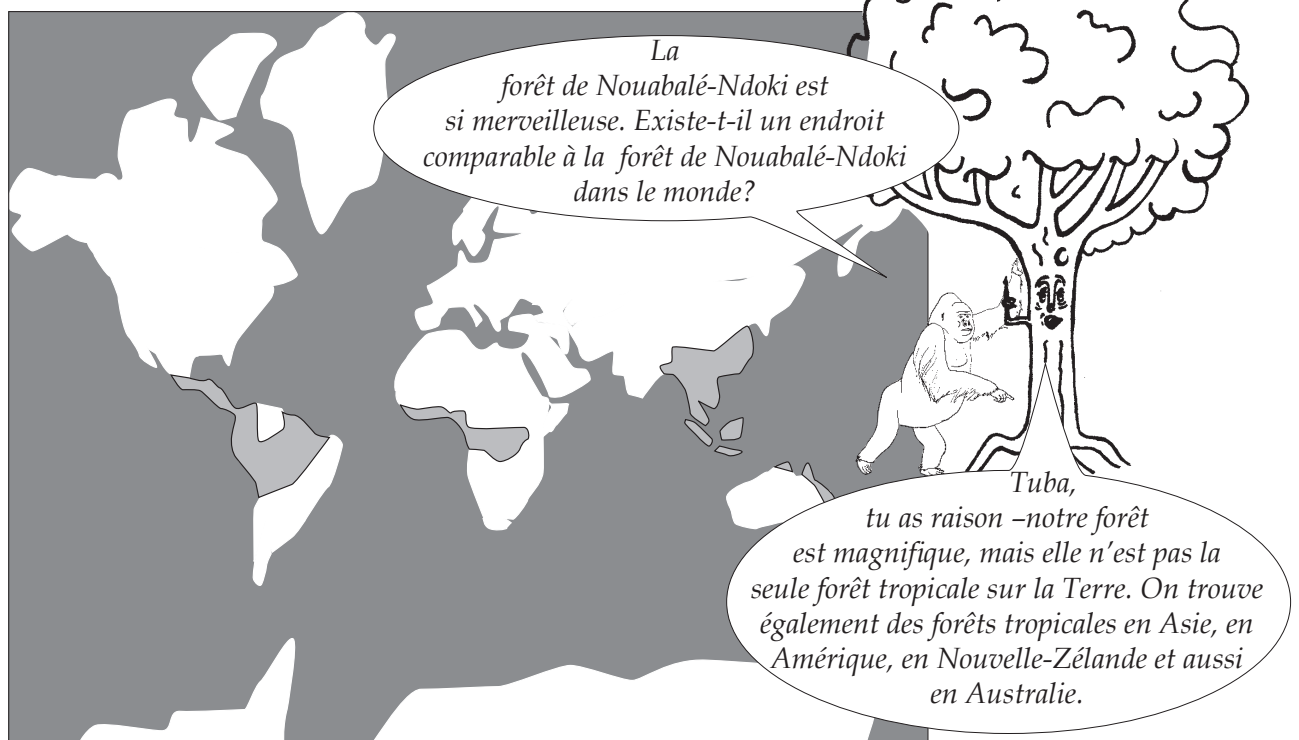 La
forêt de Nouabalé-Ndoki est
si merveilleuse. Existe-t-il un endroit
comparable à la  forêt de Nouabalé-Ndoki
dans le monde?
Tuba,
tu as raison –notre forêt
est magnifique, mais elle n’est pas la
seule forêt tropicale sur la Terre. On trouve
également des forêts tropicales en Asie, en
Amérique, en Nouvelle-Zélande et aussi
en Australie.